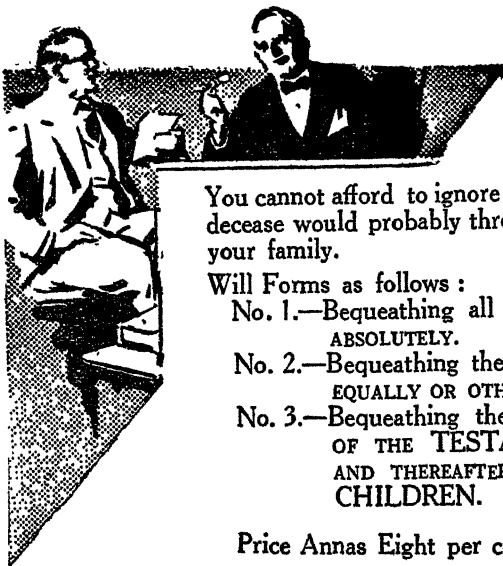 You cannot afford to ignore
decease would probably thr
your family.
Will Forms as follows :
No. 1.—Bequeathing all
ABSOLUTELY.
No. 2.—Bequeathing the
EQUALLY OR OTH
No. 3.—Bequeathing the
OF THE TESTA
AND THEREAFTER
CHILDREN.
Price Annas Eight per c